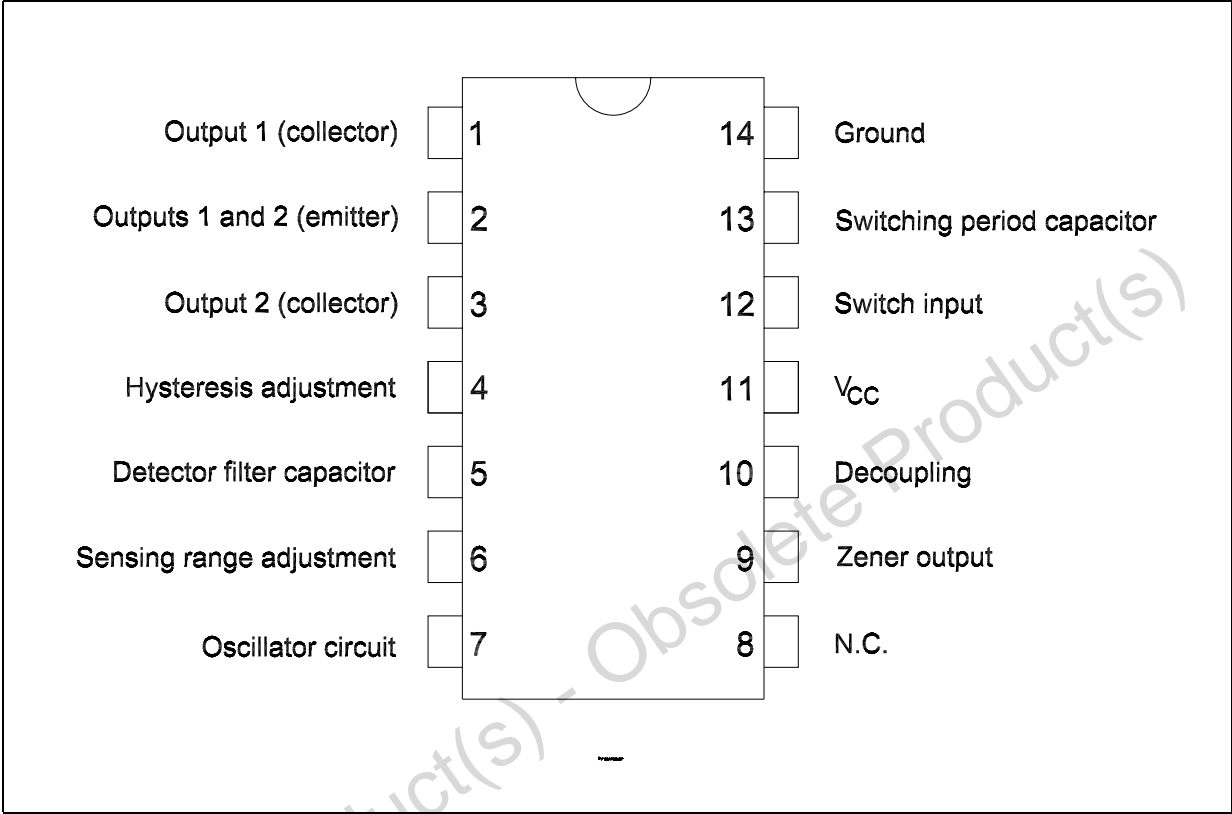 Output 1 (collector)
1
14
Ground
Outputs 1 and 2 (emitter)
2
13
Switching period capacitor
Output 2 (collector)
3
12
Switch input
Hysteresis adjustment
4
11
VCC
Detector filter capacitor
5
10
Decoupling
Sensing range adjustment
6
9
Zener output
Oscillator circuit
7
8
N.C.
uct(s) - Obsolete Product(s)